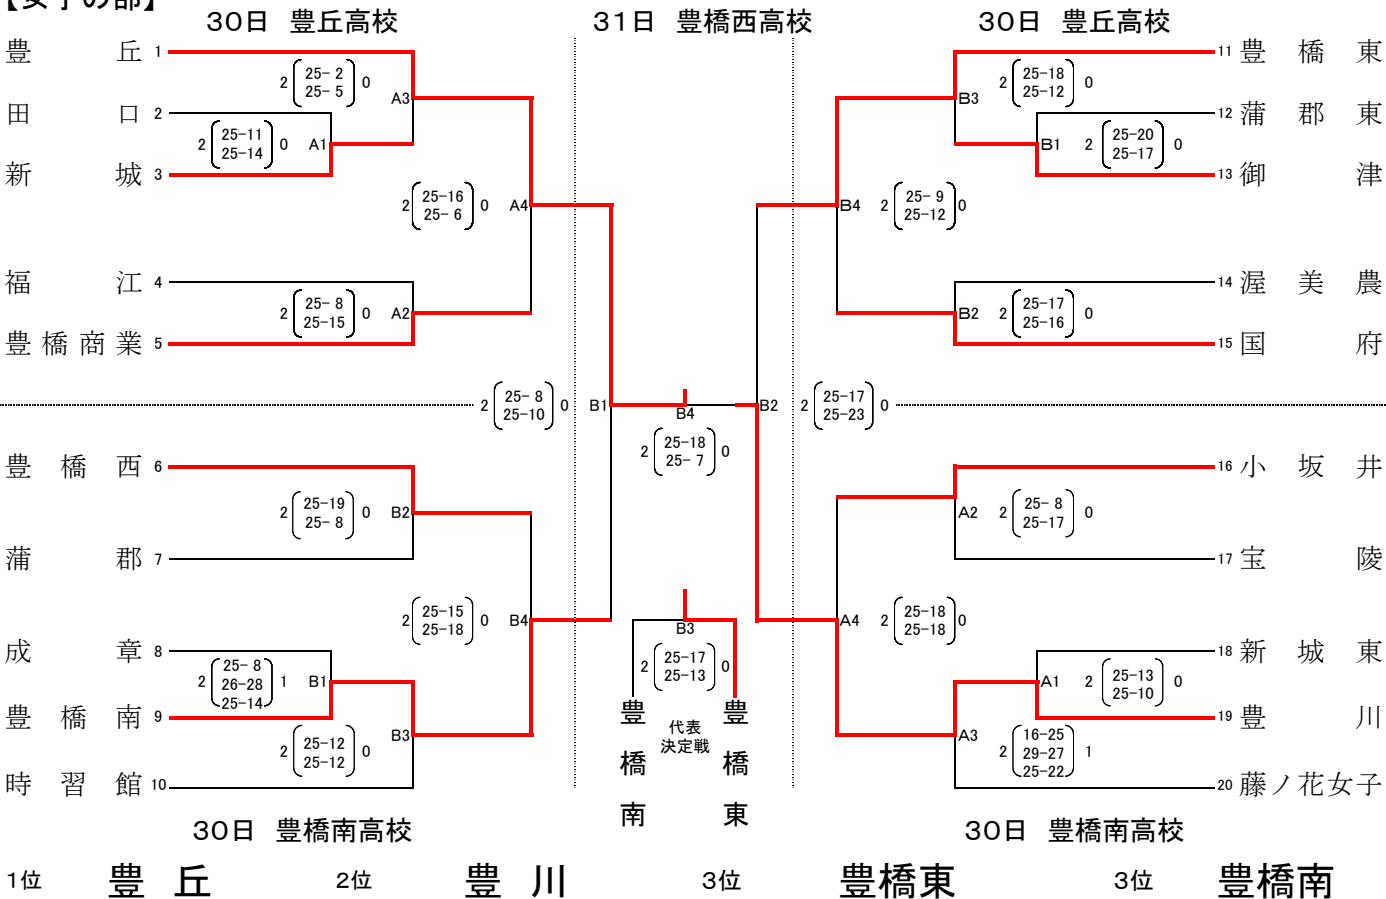 【女子の部】
30日 豊丘高校
31日 豊橋西高校
30日 豊丘高校
豊丘 1
2 25-2 0
25-5
A3
田口 2
2 25-11 0
25-14
A1
新城 3
2 25-16 0
25-6
A4
福江 4
2 25-8 0
25-15
A2
豊橋商業 5
2 25-8 0
25-10
B1
豊橋西 6
2 25-19 0
25-8
B2
蒲郡 7
2 25-15 0
25-18
B4
成章 8
2 25-8 1
26-28
25-14
B1
豊橋南 9
2 25-12 0
25-12
B3
時習館 10
30日 豊橋南高校
B4
2 25-18 0
25-7
B3
2 25-17 0
25-13
豊橋南
代表
決定戦
豊橋東
11 豊橋東
B3 2 25-18 0
25-12
12 蒲郡東
B1 2 25-20 0
25-17
13 御津
B4 2 25-9 0
25-12
14 渥美農
B2 2 25-17 0
25-16
15 国府
B2 2 25-17 0
25-23
16 小坂井
A2 2 25-8 0
25-17
17 宝陵
A4 2 25-18 0
25-18
18 新城東
A1 2 25-13 0
25-10
19 豊川
A3 2 16-25 1
29-27
25-22
20 藤ノ花女子
30日 豊橋南高校
1位 豊丘 2位 豊川 3位 豊橋東 3位 豊橋南